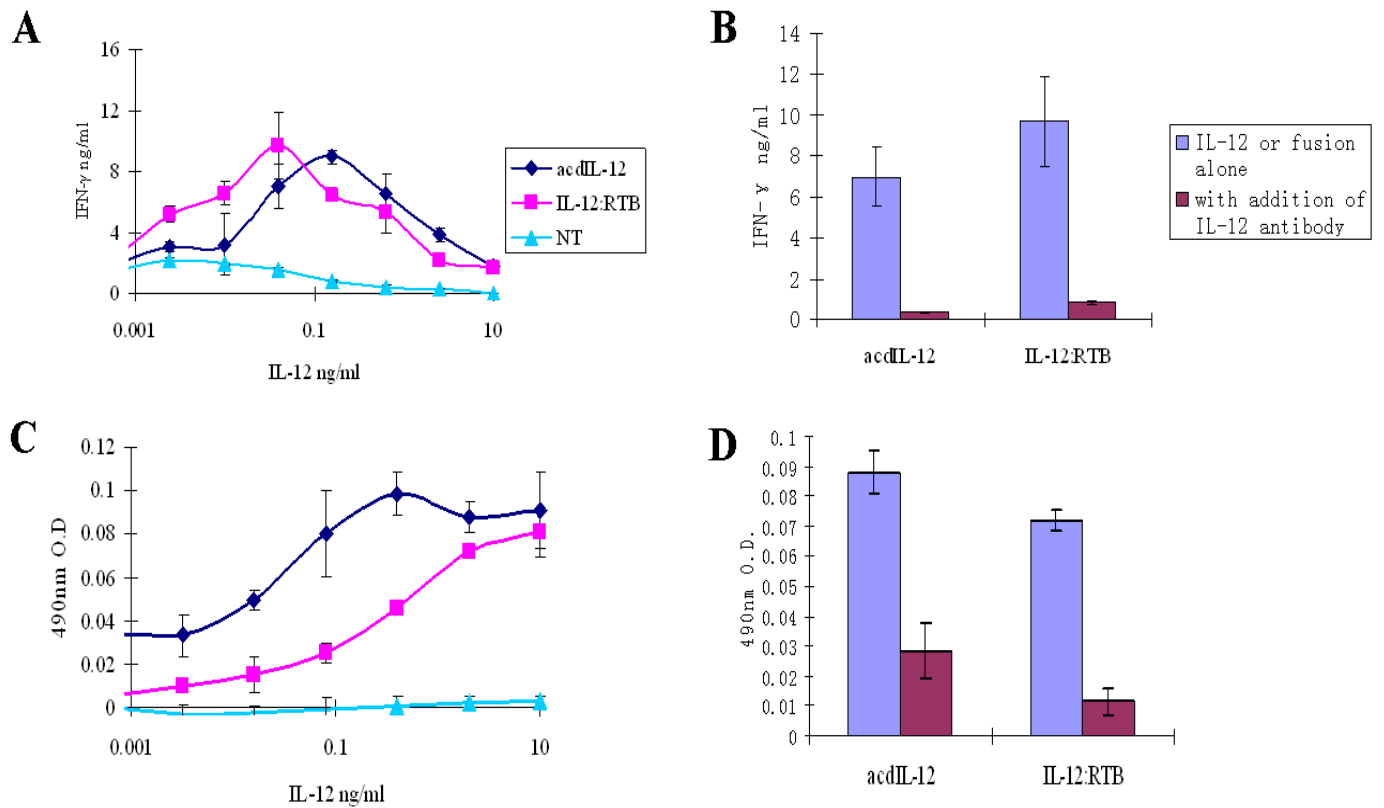 A
IFN-γ ng/ml
16
12
8
4
0
0.001
0.1
10
IL-12 ng/ml
acdIL-12
IL-12:RTB
NT
B
IFN-γ ng/ml
14
12
10
8
6
4
2
0
acdIL-12
IL-12:RTB
IL-12 or fusion
alone
with addition of
IL-12 antibody
C
490nm O.D
0.12
0.1
0.08
0.06
0.04
0.02
0
0.001
0.1
10
IL-12 ng/ml
D
490nm O.D.
0.1
0.09
0.08
0.07
0.06
0.05
0.04
0.03
0.02
0.01
0
acdIL-12
IL-12:RTB